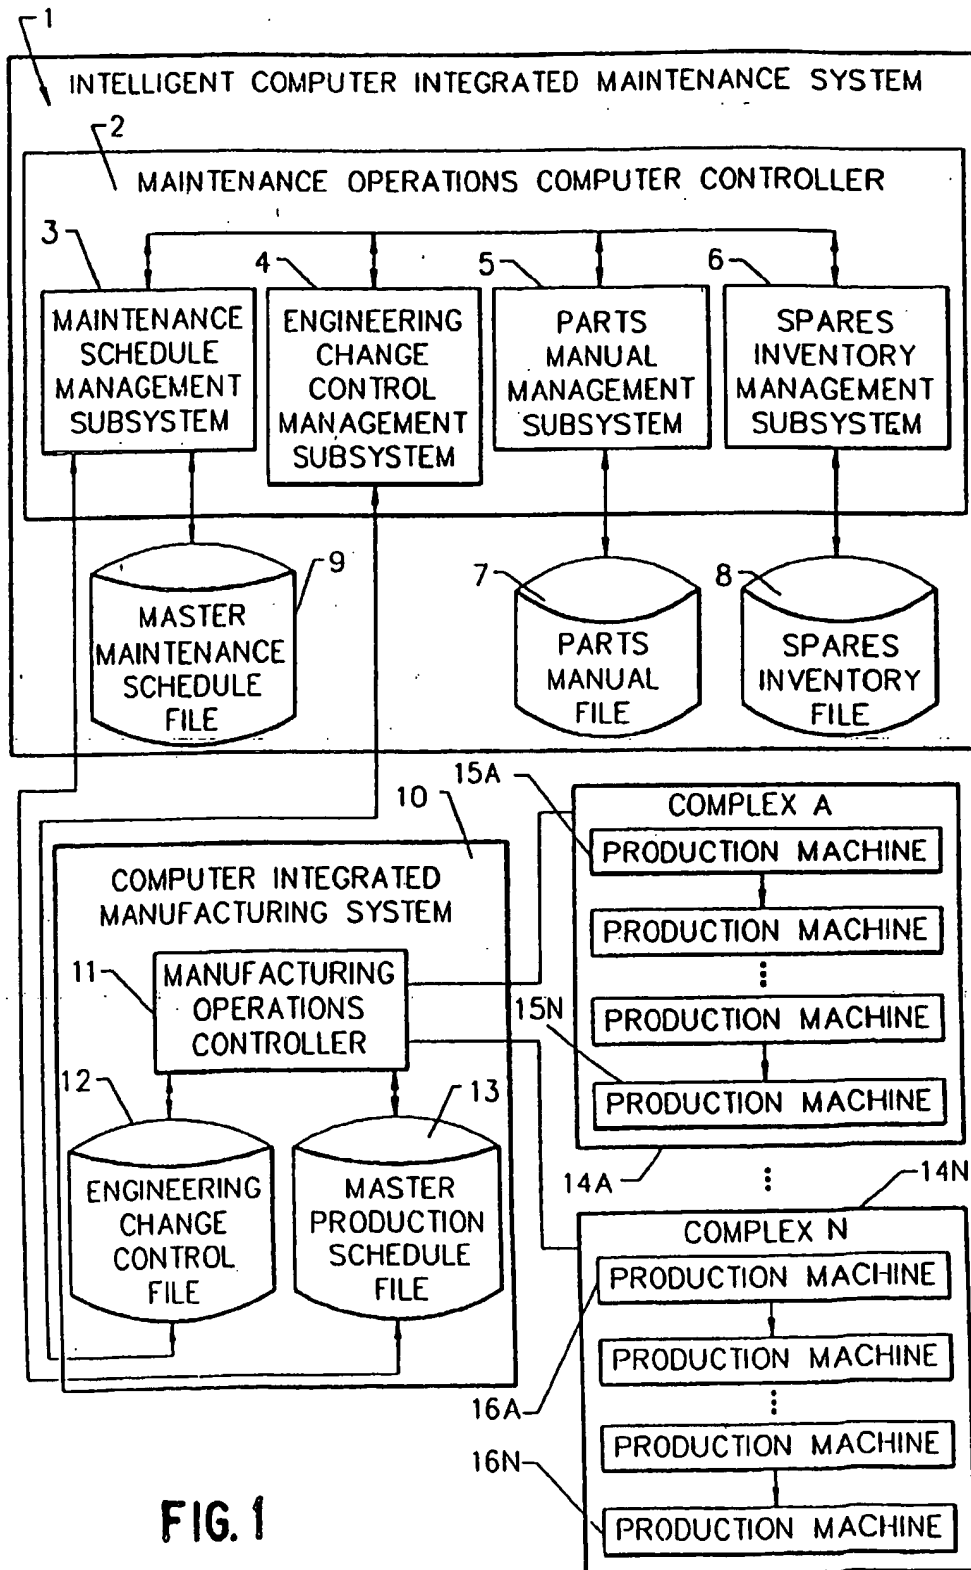 1
INTELLIGENT COMPUTER INTEGRATED MAINTENANCE SYSTEM
2
MAINTENANCE OPERATIONS COMPUTER CONTROLLER
3
MAINTENANCE
SCHEDULE
MANAGEMENT
SUBSYSTEM
4
ENGINEERING
CHANGE
CONTROL
MANAGEMENT
SUBSYSTEM
5
PARTS
MANUAL
MANAGEMENT
SUBSYSTEM
6
SPARES
INVENTORY
MANAGEMENT
SUBSYSTEM
9
MASTER
MAINTENANCE
SCHEDULE
FILE
7
PARTS
MANUAL
FILE
8
SPARES
INVENTORY
FILE
10
COMPUTER INTEGRATED
MANUFACTURING SYSTEM
11
MANUFACTURING
OPERATIONS
CONTROLLER
12
ENGINEERING
CHANGE
CONTROL
FILE
13
MASTER
PRODUCTION
SCHEDULE
FILE
15A
COMPLEX A
PRODUCTION MACHINE
PRODUCTION MACHINE
15N
PRODUCTION MACHINE
PRODUCTION MACHINE
14A
14N
COMPLEX N
PRODUCTION MACHINE
PRODUCTION MACHINE
16A
PRODUCTION MACHINE
16N
PRODUCTION MACHINE
FIG. 1